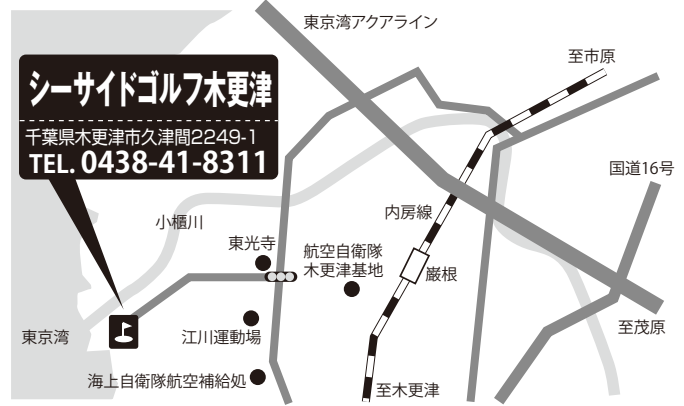 東京湾アクアライン
至市原
シーサイドゴルフ木更津
千葉県木更津市久津間2249-1
TEL. 0438-41-8311
国道16号
小櫃川
内房線
東光寺
航空自衛隊
木更津基地
巌根
東京湾
江川運動場
至茂原
海上自衛隊航空補給処
至木更津